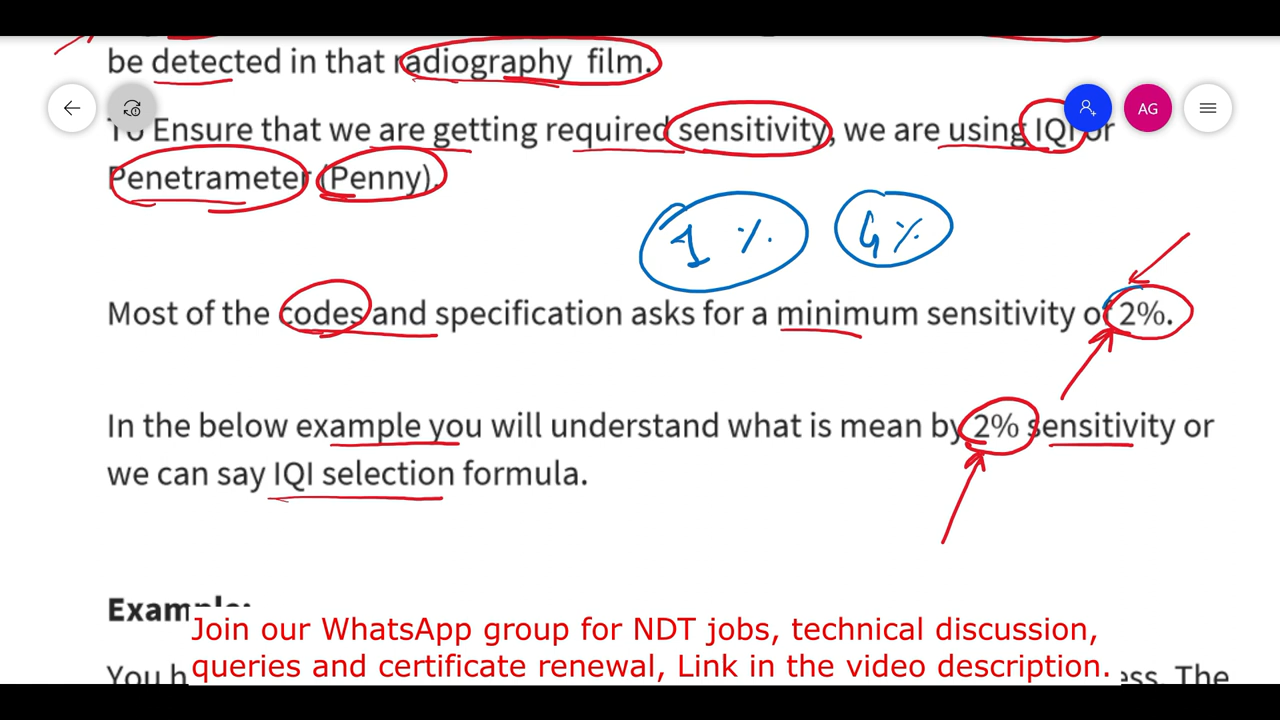 be detected in that radiography film.
To Ensure that we are getting required sensitivity, we are using IQI or
AG
Penetrameter (Penny).
1 % 4 %
Most of the codes and specification asks for a minimum sensitivity of 2%.
In the below example you will understand what is mean by 2% sensitivity or
we can say IQI selection formula.
Example:
Join our WhatsApp group for NDT jobs, technical discussion,
queries and certificate renewal, Link in the video description.
You The